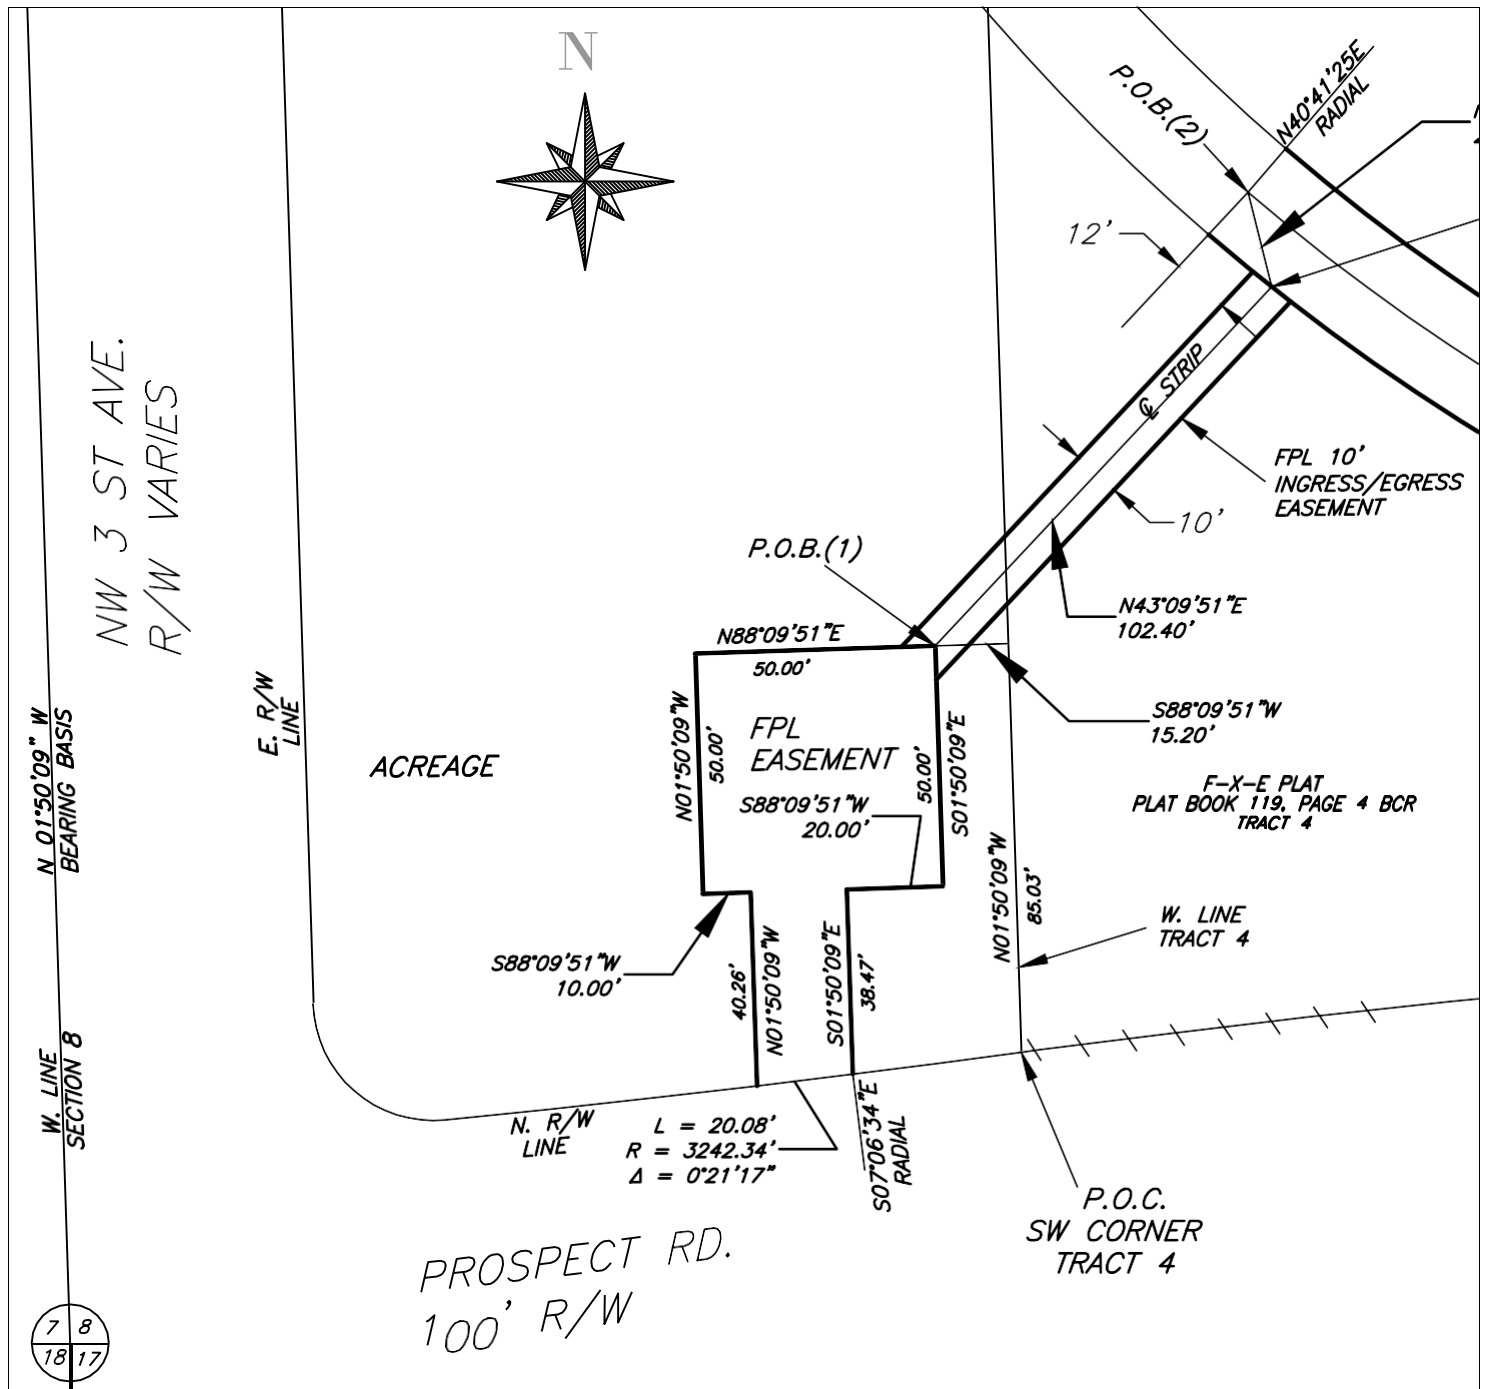 N
P.O.B.(2)
N40°41'25E
RADIAL
12'
NW 3 ST AVE.
R/W VARIES
℄ STRIP
FPL 10'
INGRESS/EGRESS
EASEMENT
10'
P.O.B.(1)
N43°09'51"E
102.40'
N88°09'51"E
50.00'
E. R/W
LINE
N 01°50'09" W
BEARING BASIS
N01°50'09"W
50.00'
FPL
EASEMENT
50.00'
S01°50'09"E
S88°09'51"W
15.20'
ACREAGE
S88°09'51"W
20.00'
F-X-E PLAT
PLAT BOOK 119, PAGE 4 BCR
TRACT 4
N01°50'09"W
85.03'
W. LINE
TRACT 4
S88°09'51"W
10.00'
40.26'
N01°50'09"W
S01°50'09"E
38.47'
W. LINE
SECTION 8
N. R/W
LINE
L = 20.08'
R = 3242.34'
Δ = 0°21'17"
S07°06'34"E
RADIAL
P.O.C.
SW CORNER
TRACT 4
PROSPECT RD.
100' R/W
7 8
18 17